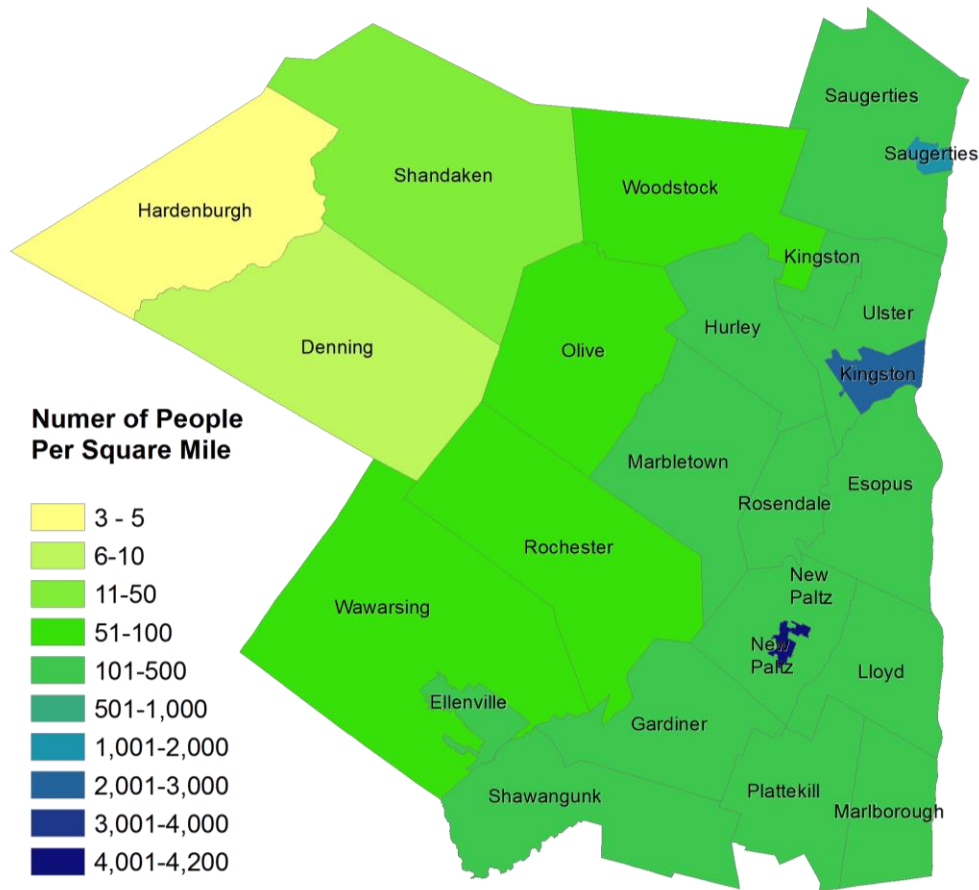 Saugerties
Saugerties
Shandaken
Woodstock
Hardenburgh
Kingston
Ulster
Hurley
Denning
Olive
Kingston
Numer of People
Per Square Mile
Marbletown
Esopus
Rosendale
3 - 5
6-10
11-50
51-100
101-500
501-1,000
1,001-2,000
2,001-3,000
3,001-4,000
4,001-4,200
Rochester
New
Paltz
Wawarsing
New
Paltz
Lloyd
Ellenville
Gardiner
Shawangunk
Plattekill
Marlborough